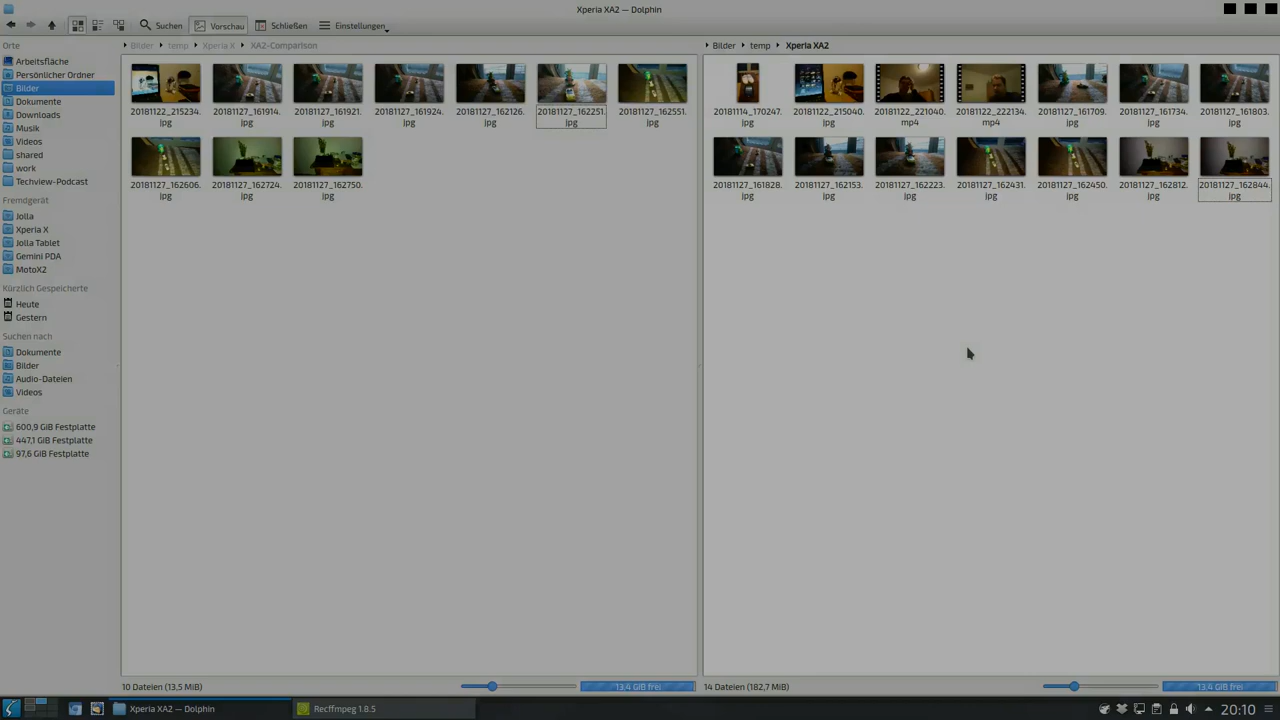 Xperia XA2 — Dolphin
Suchen
Vorschau
Schließen
Einstellungen
Orte
Arbeitsfläche
Persönlicher Ordner
Bilder
Dokumente
Downloads
Musik
Videos
shared
work
Techview-Podcast
Fremdgerät
Jolla
Xperia X
Jolla Tablet
Gemini PDA
MotoX2
Kürzlich Gespeicherte
Heute
Gestern
Suchen nach
Dokumente
Bilder
Audio-Dateien
Videos
Geräte
600,9 GiB Festplatte
447,1 GiB Festplatte
97,6 GiB Festplatte
Bilder temp Xperia X XA2-Comparison
20181122_215234.jpg
20181127_161914.jpg
20181127_161921.jpg
20181127_161924.jpg
20181127_162126.jpg
20181127_162251.jpg
20181127_162551.jpg
20181127_162606.jpg
20181127_162724.jpg
20181127_162750.jpg
10 Dateien (13,5 MiB)
13,4 GiB frei
Bilder temp Xperia XA2
20181114_170247.jpg
20181122_215040.jpg
20181122_221040.mp4
20181122_222134.mp4
20181127_161709.jpg
20181127_161734.jpg
20181127_161803.jpg
20181127_161828.jpg
20181127_162153.jpg
20181127_162223.jpg
20181127_162431.jpg
20181127_162450.jpg
20181127_162812.jpg
20181127_162844.jpg
14 Dateien (182,7 MiB)
13,4 GiB frei
Xperia XA2 — Dolphin
Recffmpeg 1.8.5
20:10